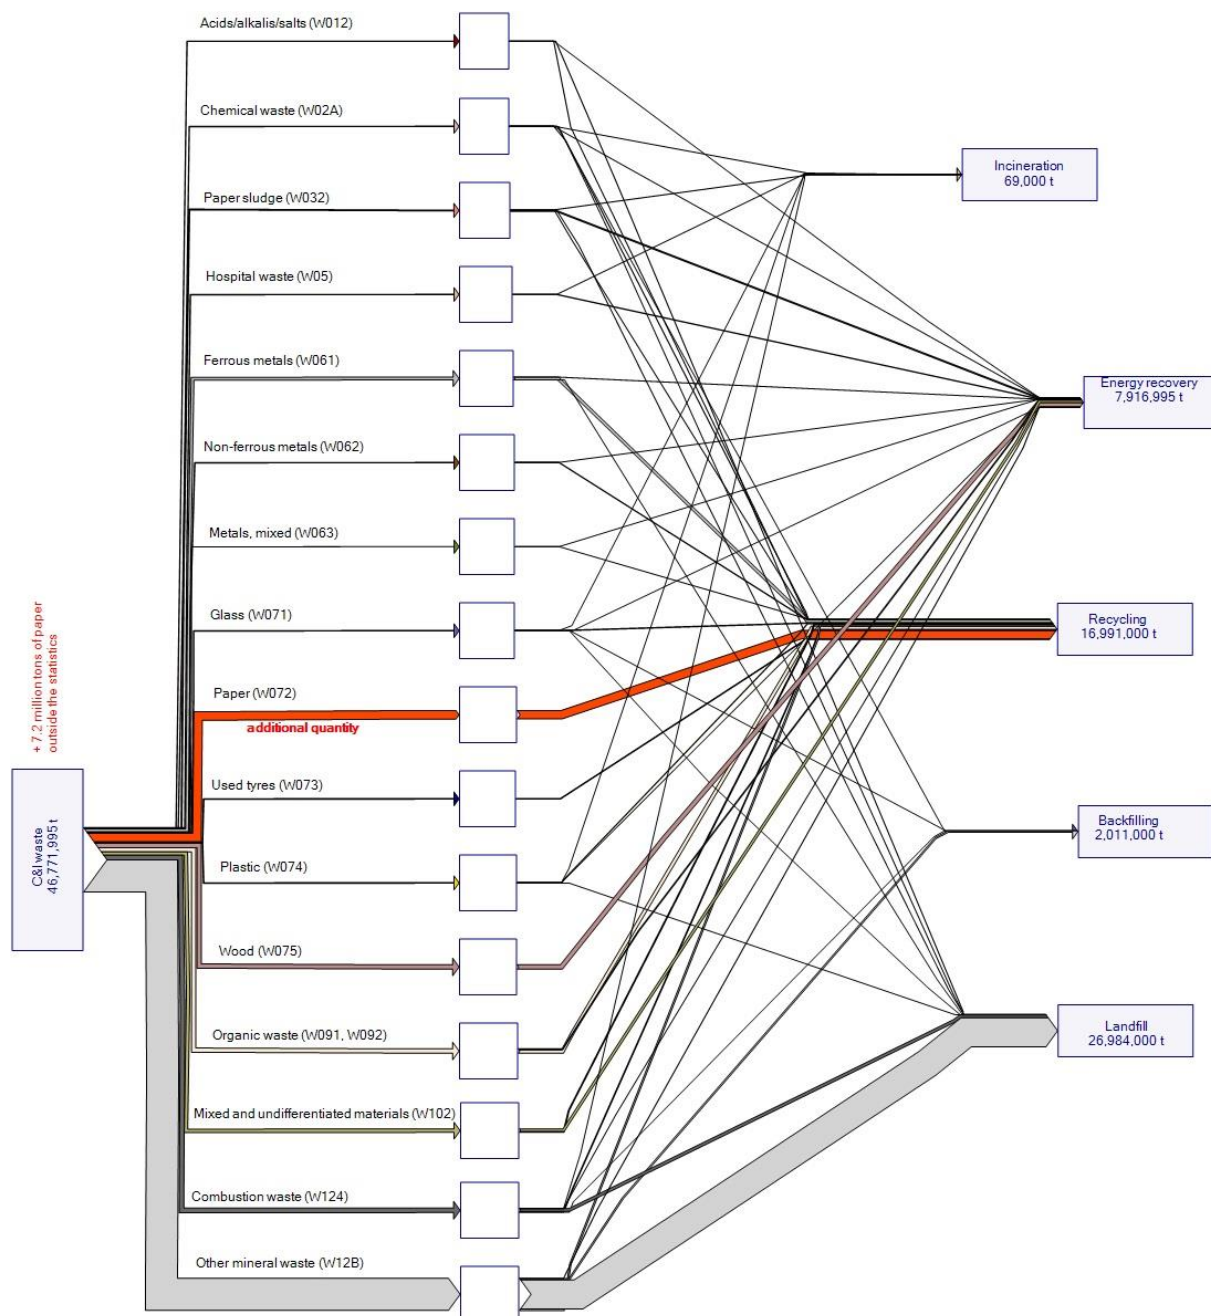 Acids/alkalis/salts (W012)
Chemical waste (W02A)
Incineration
69,000 t
Paper sludge (W032)
Hospital waste (W05)
Ferrous metals (W061)
Energy recovery
7,916,995 t
Non-ferrous metals (W062)
Metals, mixed (W063)
Glass (W071)
Recycling
16,991,000 t
+ 7.2 million tons of paper
outside the statistics
Paper (W072)
additional quantity
Used tyres (W073)
C&I waste
46,771,995 t
Backfilling
2,011,000 t
Plastic (W074)
Wood (W075)
Organic waste (W091, W092)
Landfill
26,984,000 t
Mixed and undifferentiated materials (W102)
Combustion waste (W124)
Other mineral waste (W12B)